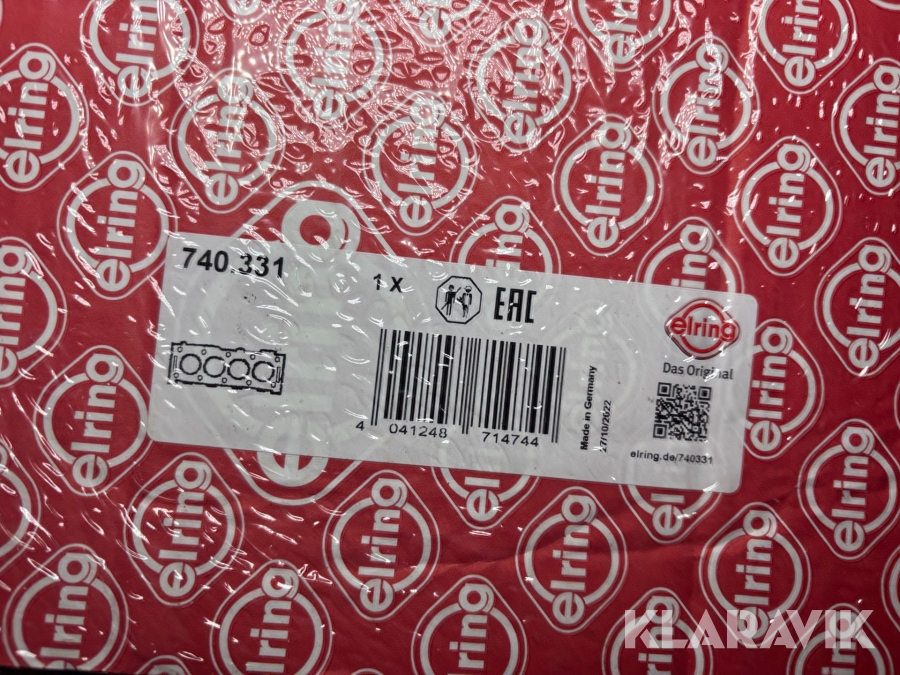 740.331
1 X
EAC
elring
Das Original
4 041248 714744
Made in Germany
27/10/2022
elring.de/740331
KLARAVIK